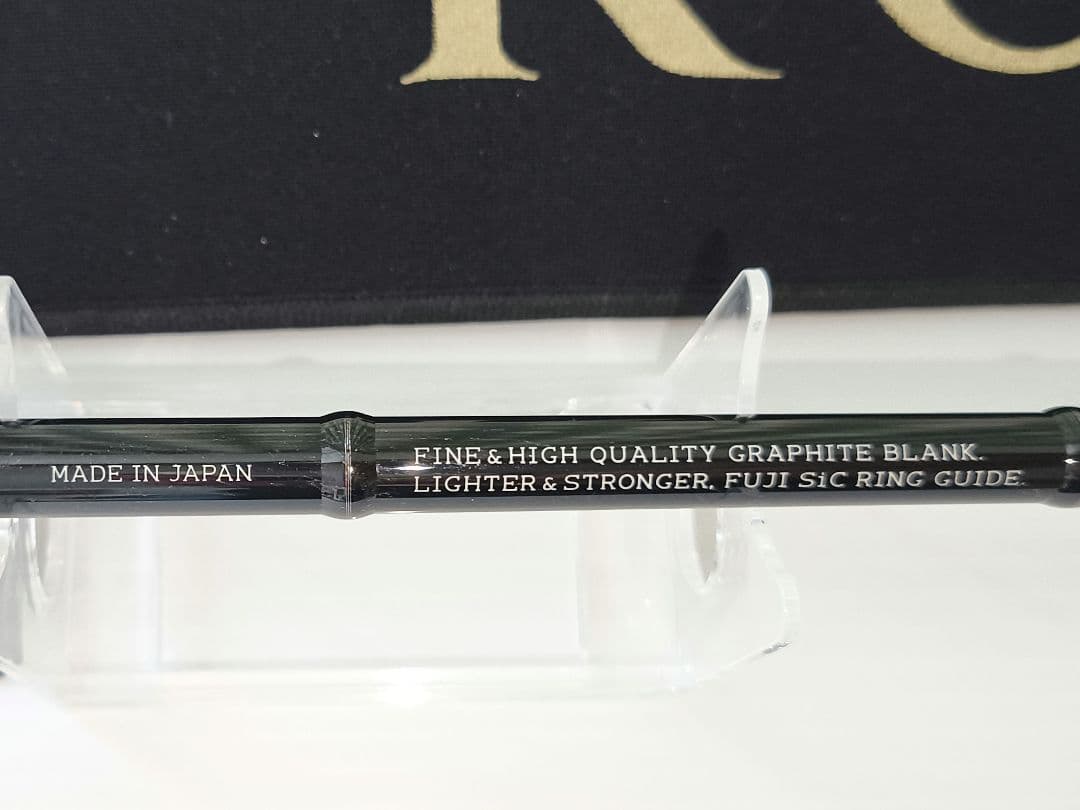 MADE IN JAPAN
FINE & HIGH QUALITY GRAPHITE BLANK.
LIGHTER & STRONGER. FUJI SiC RING GUIDE.